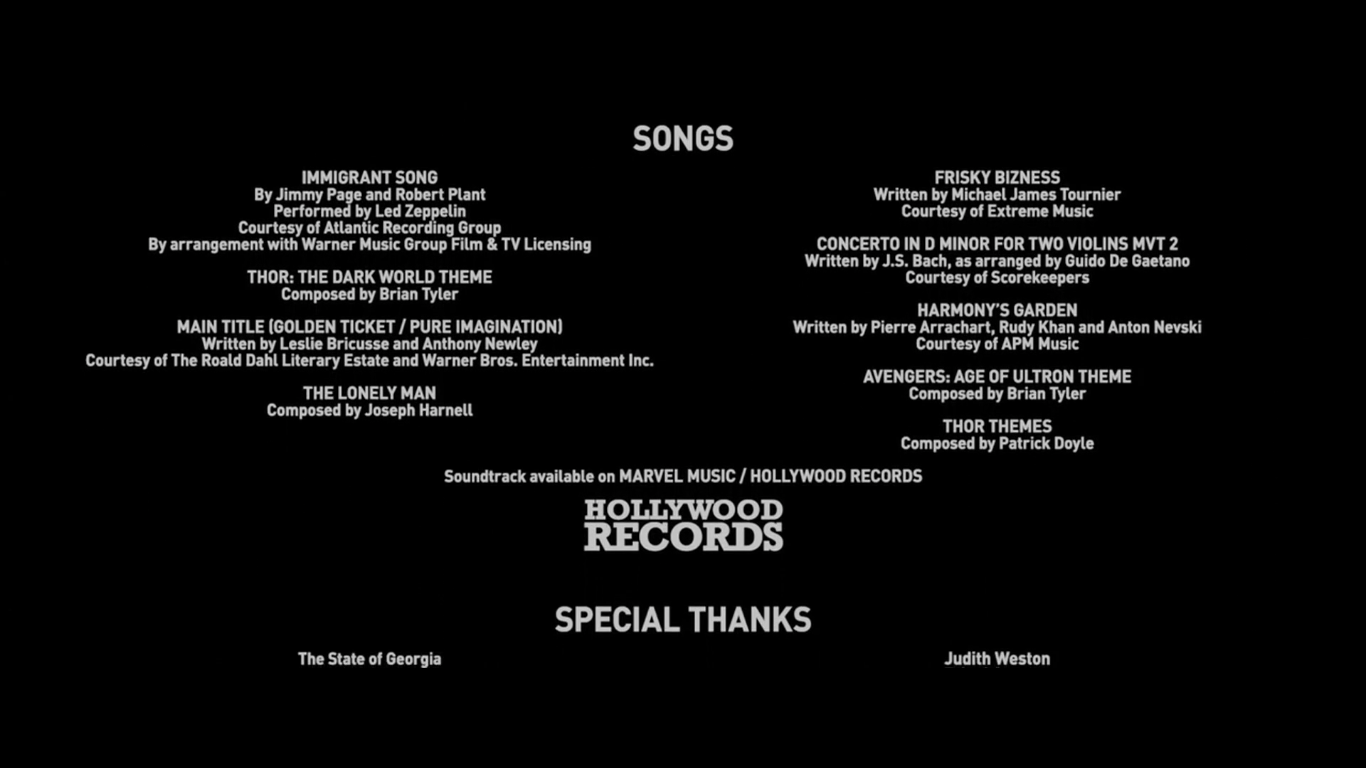 SONGS
IMMIGRANT SONG
By Jimmy Page and Robert Plant
Performed by Led Zeppelin
Courtesy of Atlantic Recording Group
By arrangement with Warner Music Group Film & TV Licensing
THOR: THE DARK WORLD THEME
Composed by Brian Tyler
MAIN TITLE (GOLDEN TICKET / PURE IMAGINATION)
Written by Leslie Bricusse and Anthony Newley
Courtesy of The Roald Dahl Literary Estate and Warner Bros. Entertainment Inc.
THE LONELY MAN
Composed by Joseph Harnell
FRISKY BIZNESS
Written by Michael James Tournier
Courtesy of Extreme Music
CONCERTO IN D MINOR FOR TWO VIOLINS MVT 2
Written by J.S. Bach, as arranged by Guido De Gaetano
Courtesy of Scorekeepers
HARMONY'S GARDEN
Written by Pierre Arrachart, Rudy Khan and Anton Nevski
Courtesy of APM Music
AVENGERS: AGE OF ULTRON THEME
Composed by Brian Tyler
THOR THEMES
Composed by Patrick Doyle
Soundtrack available on MARVEL MUSIC / HOLLYWOOD RECORDS
HOLLYWOOD
RECORDS
SPECIAL THANKS
The State of Georgia
Judith Weston